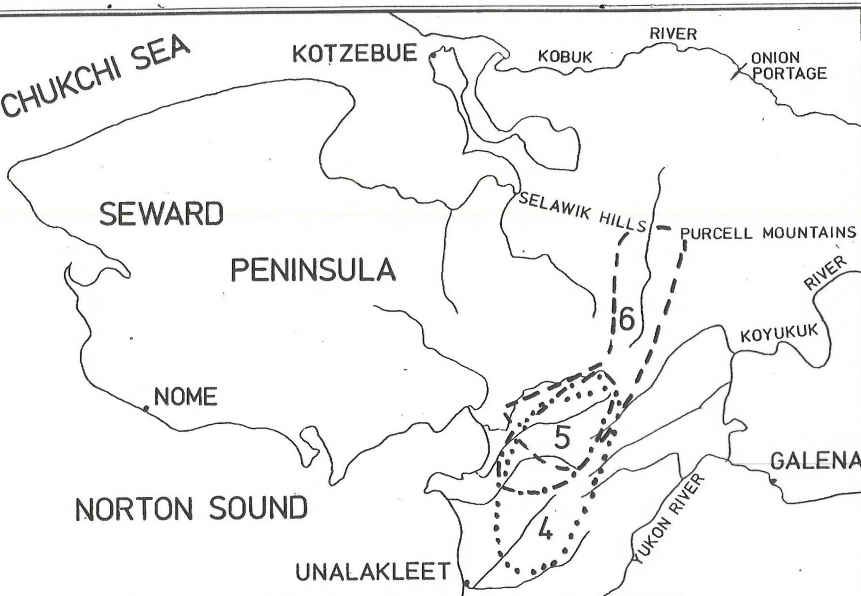 CHUKCHI SEA
KOTZEBUE
KOBUK
RIVER
ONION
PORTAGE
SEWARD
SELAWIK HILLS
PURCELL MOUNTAINS
PENINSULA
RIVER
6
KOYUKUK
NOME
5
GALENA
NORTON SOUND
4
YUKON RIVER
UNALAKLEET